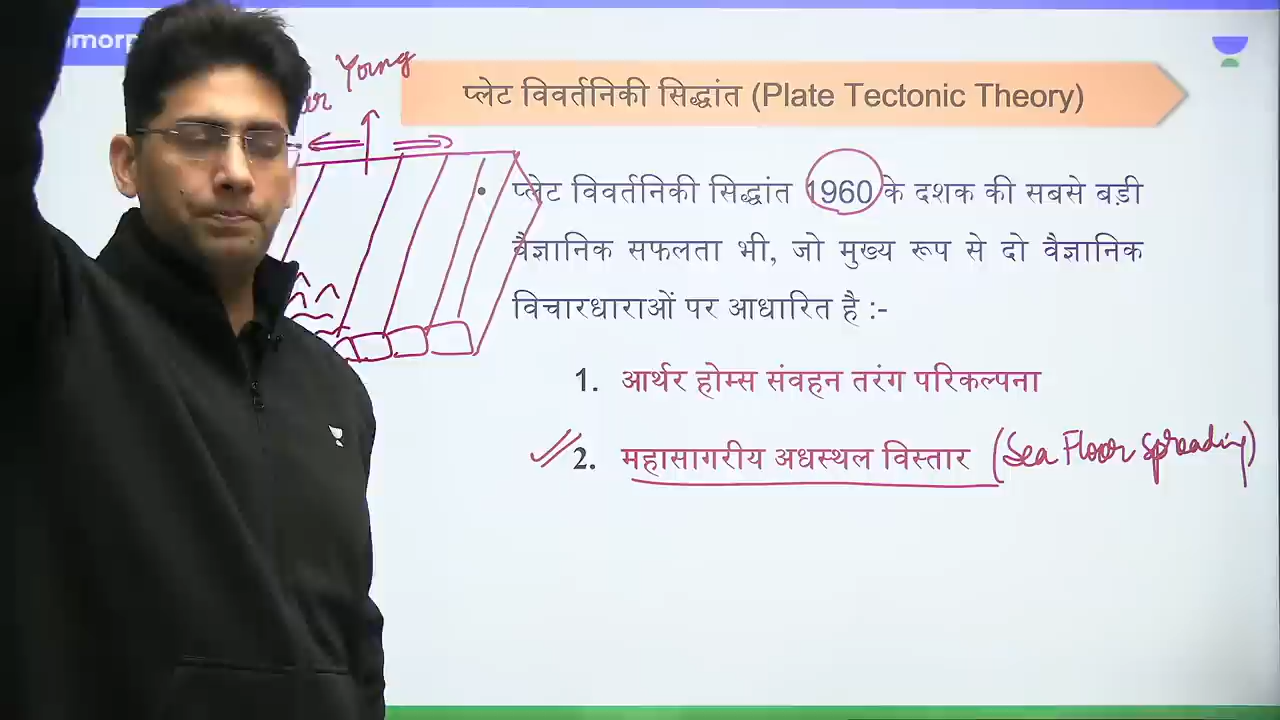 omorp
Young
प्लेट विवर्तनिकी सिद्धांत (Plate Tectonic Theory)
• प्लेट विवर्तनिकी सिद्धांत 1960 के दशक की सबसे बड़ी
वैज्ञानिक सफलता भी, जो मुख्य रूप से दो वैज्ञानिक
विचारधाराओं पर आधारित है :-
1. आर्थर होम्स संवहन तरंग परिकल्पना
2. महासागरीय अधस्थल विस्तार (Sea Floor Spreading)